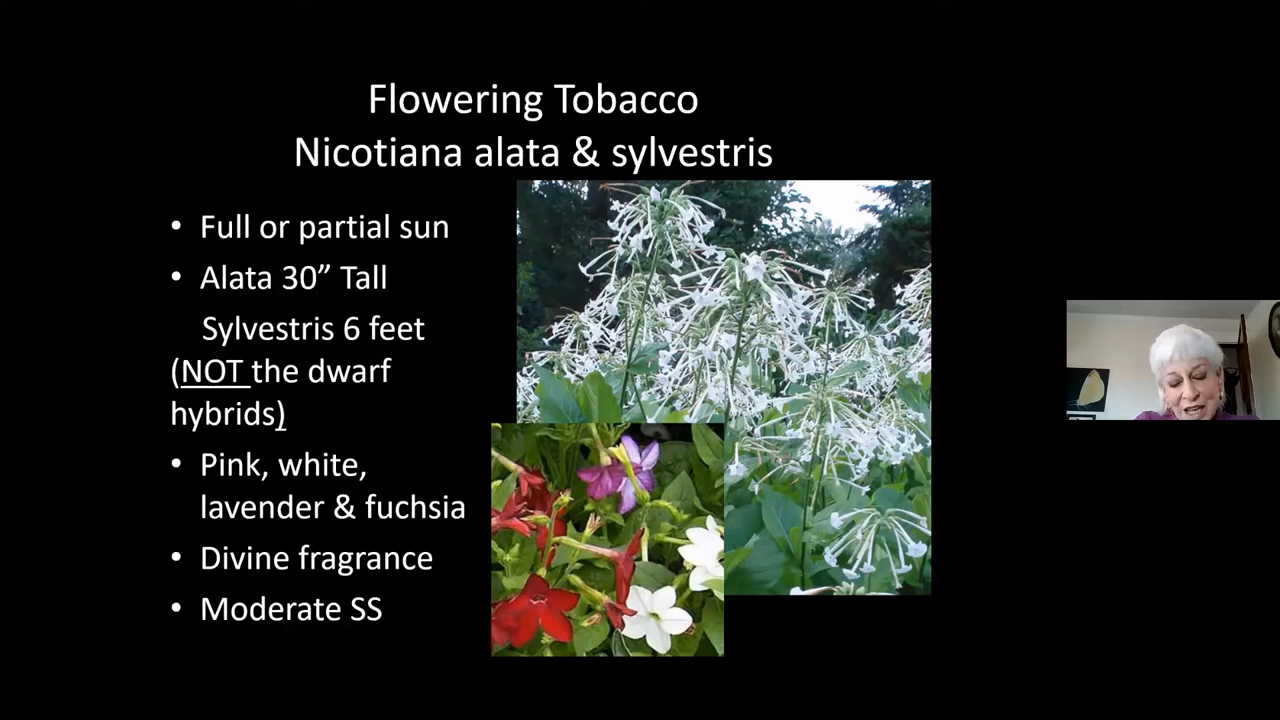 Flowering Tobacco
Nicotiana alata & sylvestris
• Full or partial sun
• Alata 30” Tall
Sylvestris 6 feet
(NOT the dwarf
hybrids)
• Pink, white,
lavender & fuchsia
• Divine fragrance
• Moderate SS